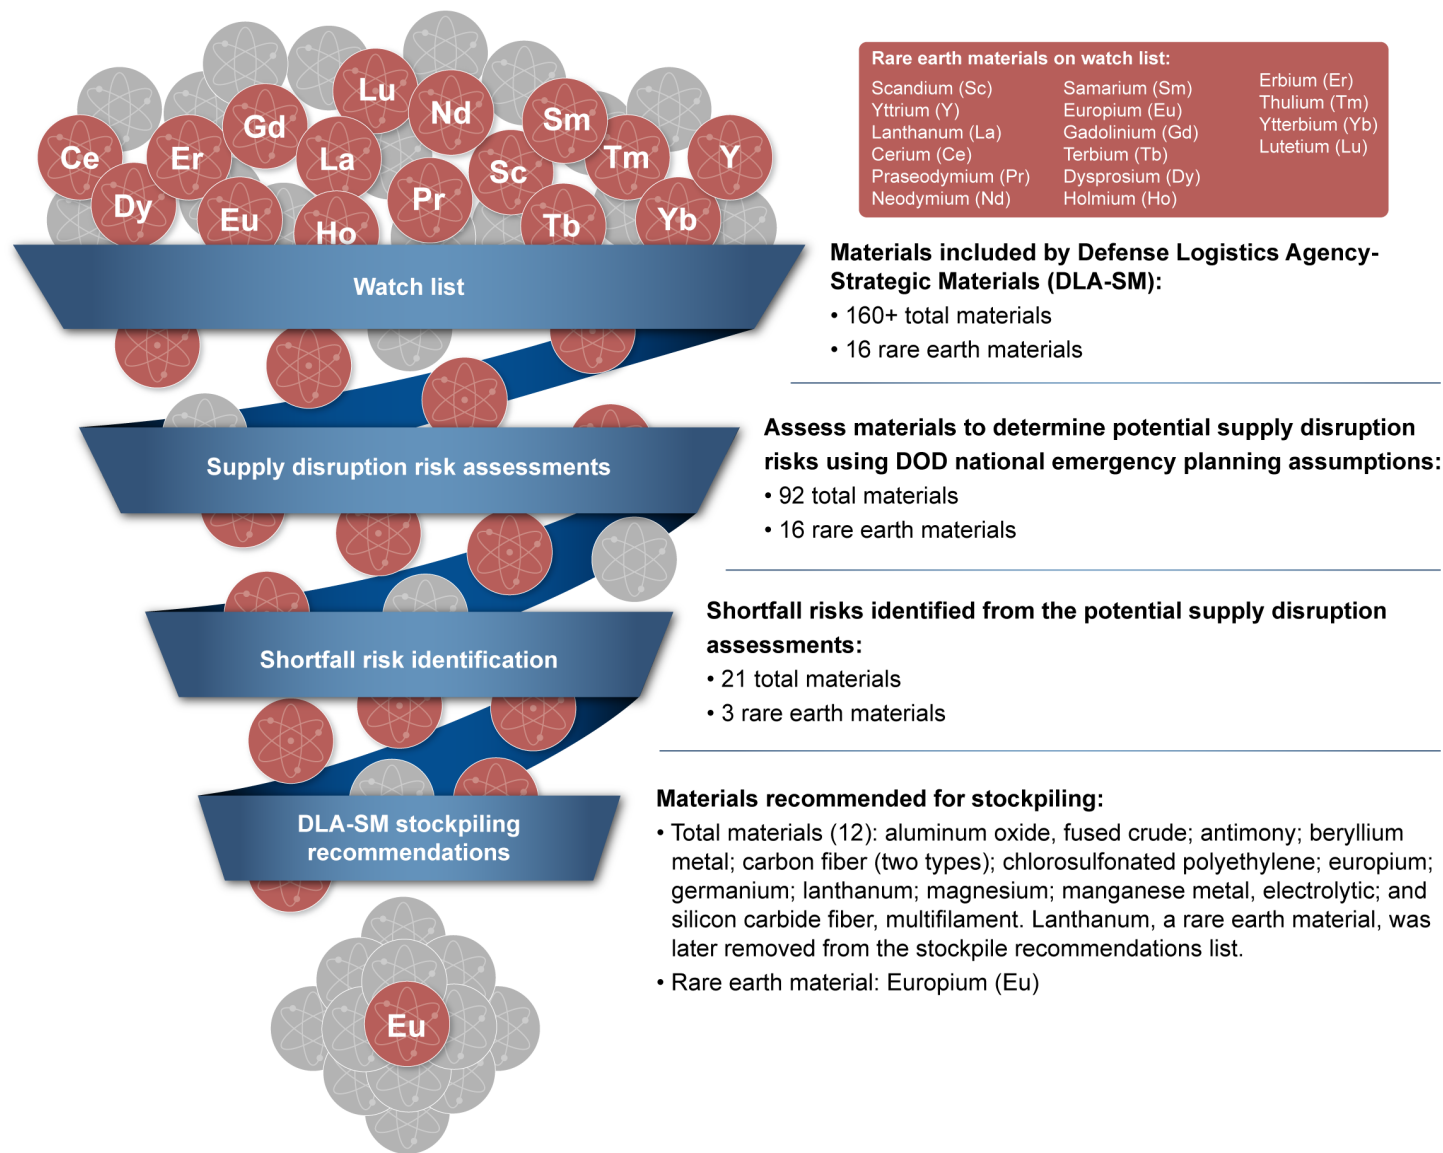 Lu
Nd
Sm
Gd
Ce
Er
La
Sc
Tm
Y
Dy
Eu
Ho
Pr
Tb
Yb
Rare earth materials on watch list:
Scandium (Sc)
Yttrium (Y)
Lanthanum (La)
Cerium (Ce)
Praseodymium (Pr)
Neodymium (Nd)
Samarium (Sm)
Europium (Eu)
Gadolinium (Gd)
Terbium (Tb)
Dysprosium (Dy)
Holmium (Ho)
Erbium (Er)
Thulium (Tm)
Ytterbium (Yb)
Lutetium (Lu)
Watch list
Materials included by Defense Logistics Agency-
Strategic Materials (DLA-SM):
• 160+ total materials
• 16 rare earth materials
Supply disruption risk assessments
Assess materials to determine potential supply disruption
risks using DOD national emergency planning assumptions:
• 92 total materials
• 16 rare earth materials
Shortfall risk identification
Shortfall risks identified from the potential supply disruption
assessments:
• 21 total materials
• 3 rare earth materials
DLA-SM stockpiling
recommendations
Materials recommended for stockpiling:
• Total materials (12): aluminum oxide, fused crude; antimony; beryllium
metal; carbon fiber (two types); chlorosulfonated polyethylene; europium;
germanium; lanthanum; magnesium; manganese metal, electrolytic; and
silicon carbide fiber, multifilament. Lanthanum, a rare earth material, was
later removed from the stockpile recommendations list.
• Rare earth material: Europium (Eu)
Eu